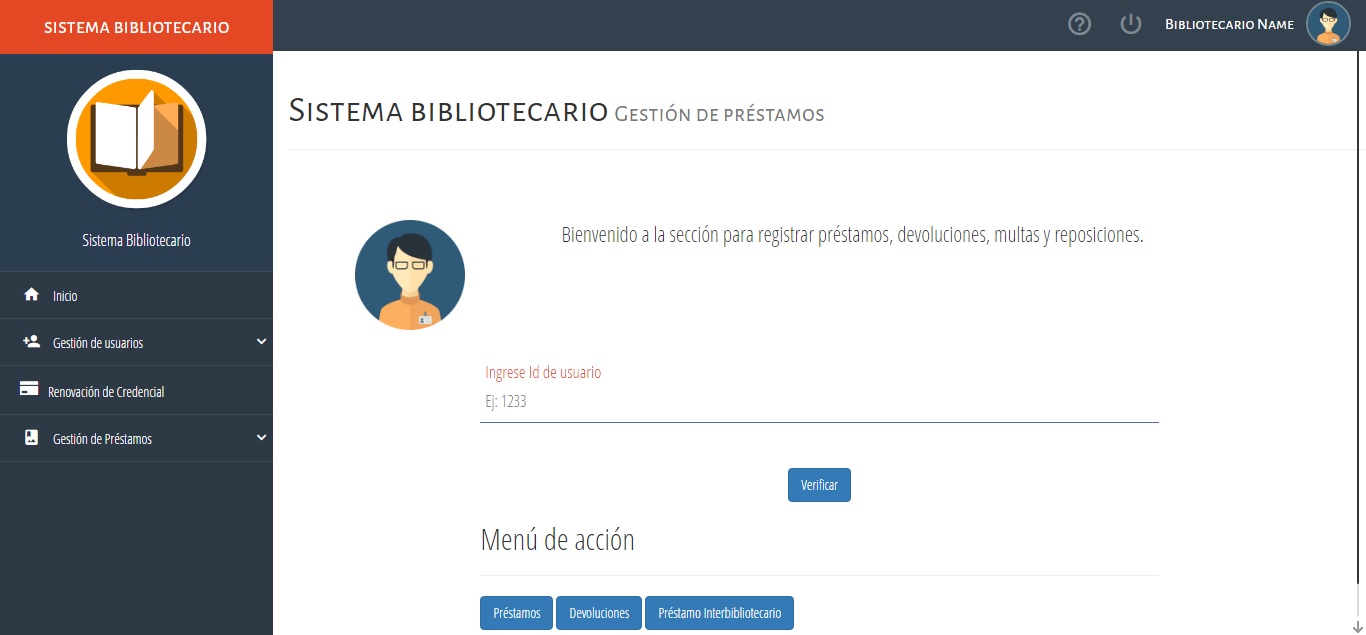 SISTEMA BIBLIOTECARIO
Bibliotecario Name
Sistema Bibliotecario
Inicio
Gestión de usuarios
Renovación de Credencial
Gestión de Préstamos
Sistema bibliotecario Gestión de préstamos
Bienvenido a la sección para registrar préstamos, devoluciones, multas y reposiciones.
Ingrese Id de usuario
Ej: 1233
Verificar
Menú de acción
Préstamos Devoluciones Préstamo Interbibliotecario